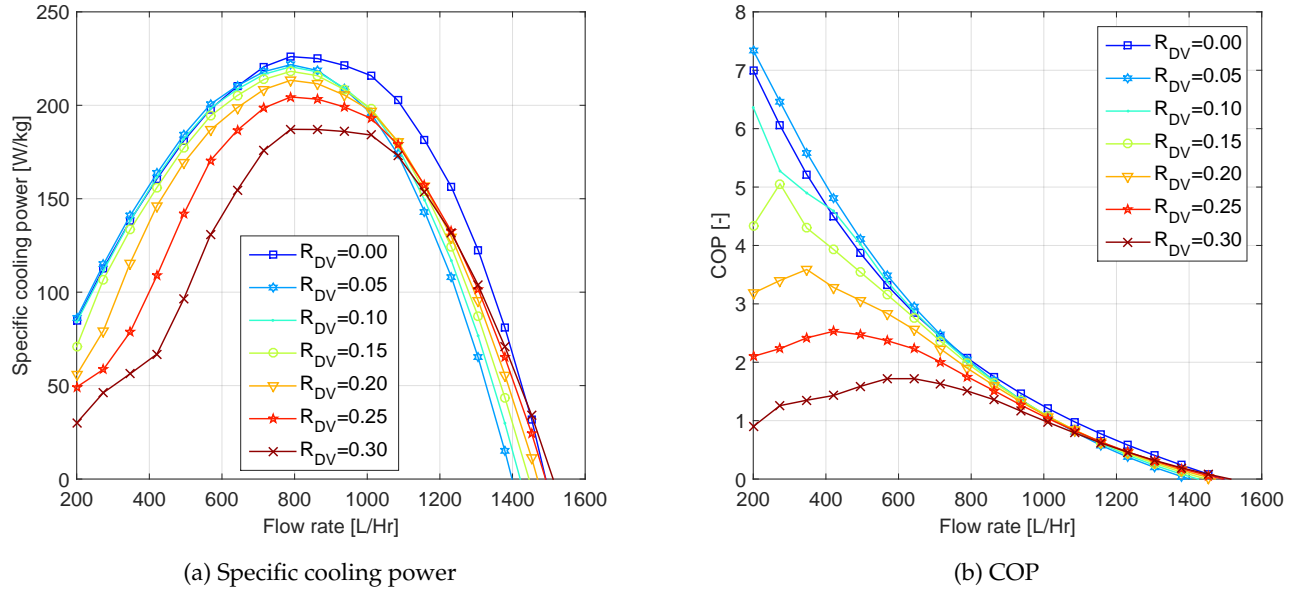 250
200
150
100
50
0
200 400 600 800 1000 1200 1400 1600
Specific cooling power [W/kg]
Flow rate [L/Hr]
R_DV=0.00
R_DV=0.05
R_DV=0.10
R_DV=0.15
R_DV=0.20
R_DV=0.25
R_DV=0.30
(a) Specific cooling power
8
7
6
5
4
3
2
1
0
200 400 600 800 1000 1200 1400 1600
COP [-]
Flow rate [L/Hr]
R_DV=0.00
R_DV=0.05
R_DV=0.10
R_DV=0.15
R_DV=0.20
R_DV=0.25
R_DV=0.30
(b) COP